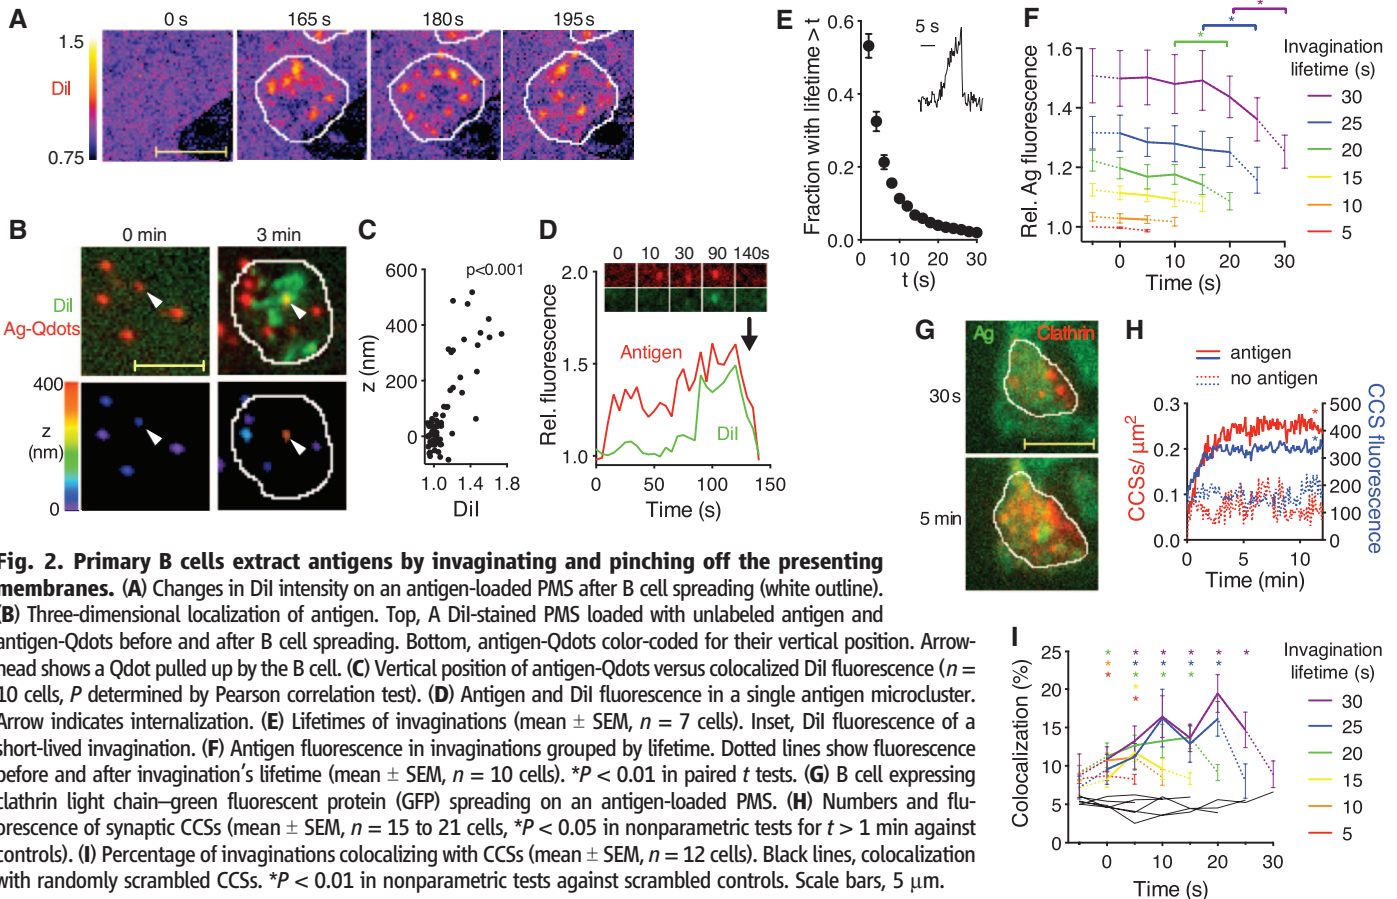 A
0 s
165 s
180 s
195 s
1.5
DiI
0.75
B
0 min
3 min
DiI
Ag-Qdots
400
z
(nm)
0
C
p<0.001
600
400
200
0
z (nm)
1.0
1.4
1.8
DiI
D
0
10
30
90
140s
2.0
1.5
1.0
Rel. fluorescence
Antigen
DiI
0
50
100
150
Time (s)
E
Fraction with lifetime > t
0.6
0.4
0.2
0.0
5 s
0
10
20
30
t (s)
F
Rel. Ag fluorescence
1.6
1.4
1.2
1.0
*
*
*
0
10
20
30
Time (s)
Invagination
lifetime (s)
30
25
20
15
10
5
G
Ag
Clathrin
30 s
5 min
H
antigen
no antigen
CCSs/ μm²
0.3
0.2
0.1
0.0
*
*
500
400
300
200
100
0
CCS fluorescence
0
5
10
Time (min)
I
Colocalization (%)
25
20
15
10
5
0
* * * * * *
* * * * *
* * * *
*
*
*
*
0
10
20
30
Time (s)
Invagination
lifetime (s)
30
25
20
15
10
5
Fig. 2. Primary B cells extract antigens by invaginating and pinching off the presenting
membranes. (A) Changes in DiI intensity on an antigen-loaded PMS after B cell spreading (white outline).
(B) Three-dimensional localization of antigen. Top, A DiI-stained PMS loaded with unlabeled antigen and
antigen-Qdots before and after B cell spreading. Bottom, antigen-Qdots color-coded for their vertical position. Arrow-
head shows a Qdot pulled up by the B cell. (C) Vertical position of antigen-Qdots versus colocalized DiI fluorescence (n =
10 cells, P determined by Pearson correlation test). (D) Antigen and DiI fluorescence in a single antigen microcluster.
Arrow indicates internalization. (E) Lifetimes of invaginations (mean ± SEM, n = 7 cells). Inset, DiI fluorescence of a
short-lived invagination. (F) Antigen fluorescence in invaginations grouped by lifetime. Dotted lines show fluorescence
before and after invagination's lifetime (mean ± SEM, n = 10 cells). *P < 0.01 in paired t tests. (G) B cell expressing
clathrin light chain–green fluorescent protein (GFP) spreading on an antigen-loaded PMS. (H) Numbers and flu-
orescence of synaptic CCSs (mean ± SEM, n = 15 to 21 cells, *P < 0.05 in nonparametric tests for t > 1 min against
controls). (I) Percentage of invaginations colocalizing with CCSs (mean ± SEM, n = 12 cells). Black lines, colocalization
with randomly scrambled CCSs. *P < 0.01 in nonparametric tests against scrambled controls. Scale bars, 5 μm.